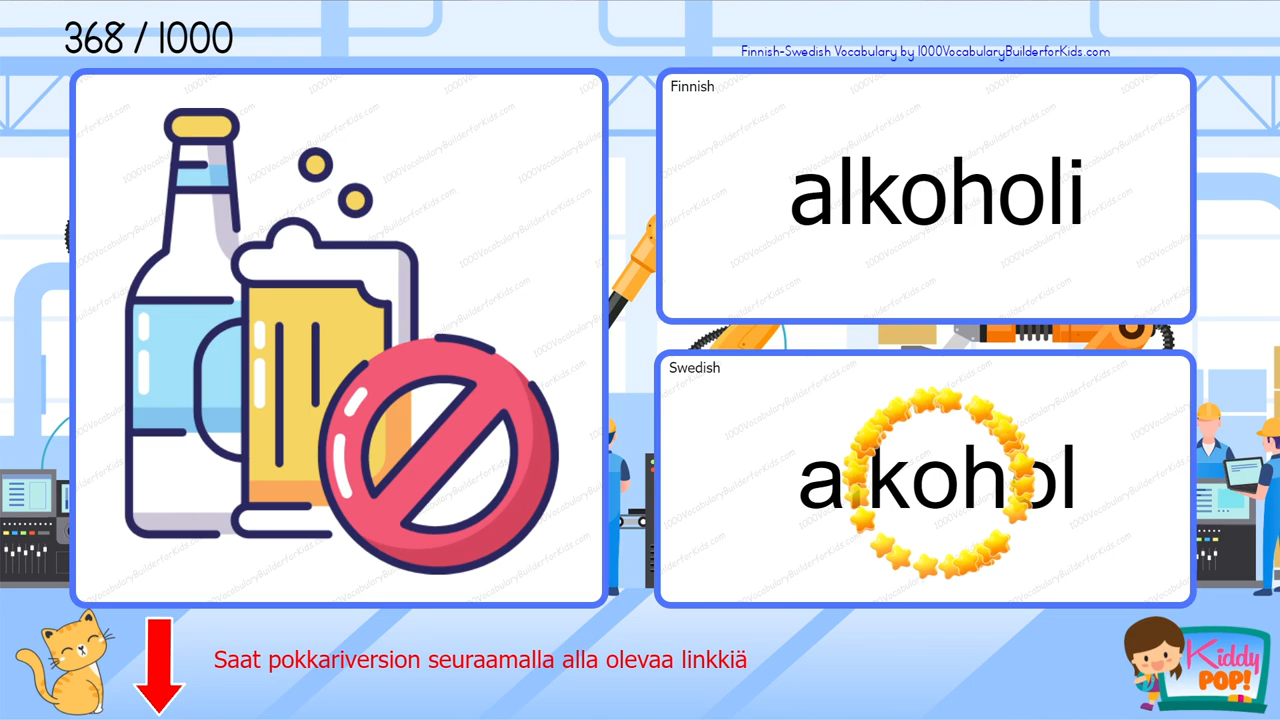 368 / 1000
Finnish-Swedish Vocabulary by 1000VocabularyBuilderforKids.com
Finnish
alkoholi
Swedish
alkohol
Saat pokkariversion seuraamalla alla olevaa linkkiä
Kiddy
POP!